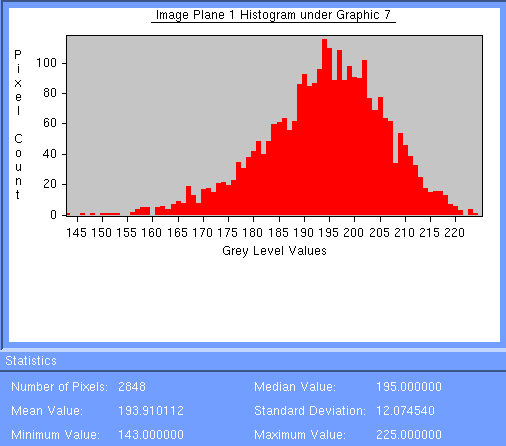 Image Plane 1 Histogram under Graphic 7
Pixel Count
100
80
60
40
20
0
145 150 155 160 165 170 175 180 185 190 195 200 205 210 215 220
Grey Level Values
Statistics
Number of Pixels: 2848 Median Value: 195.000000
Mean Value: 193.910112 Standard Deviation: 12.074540
Minimum Value: 143.000000 Maximum Value: 225.000000